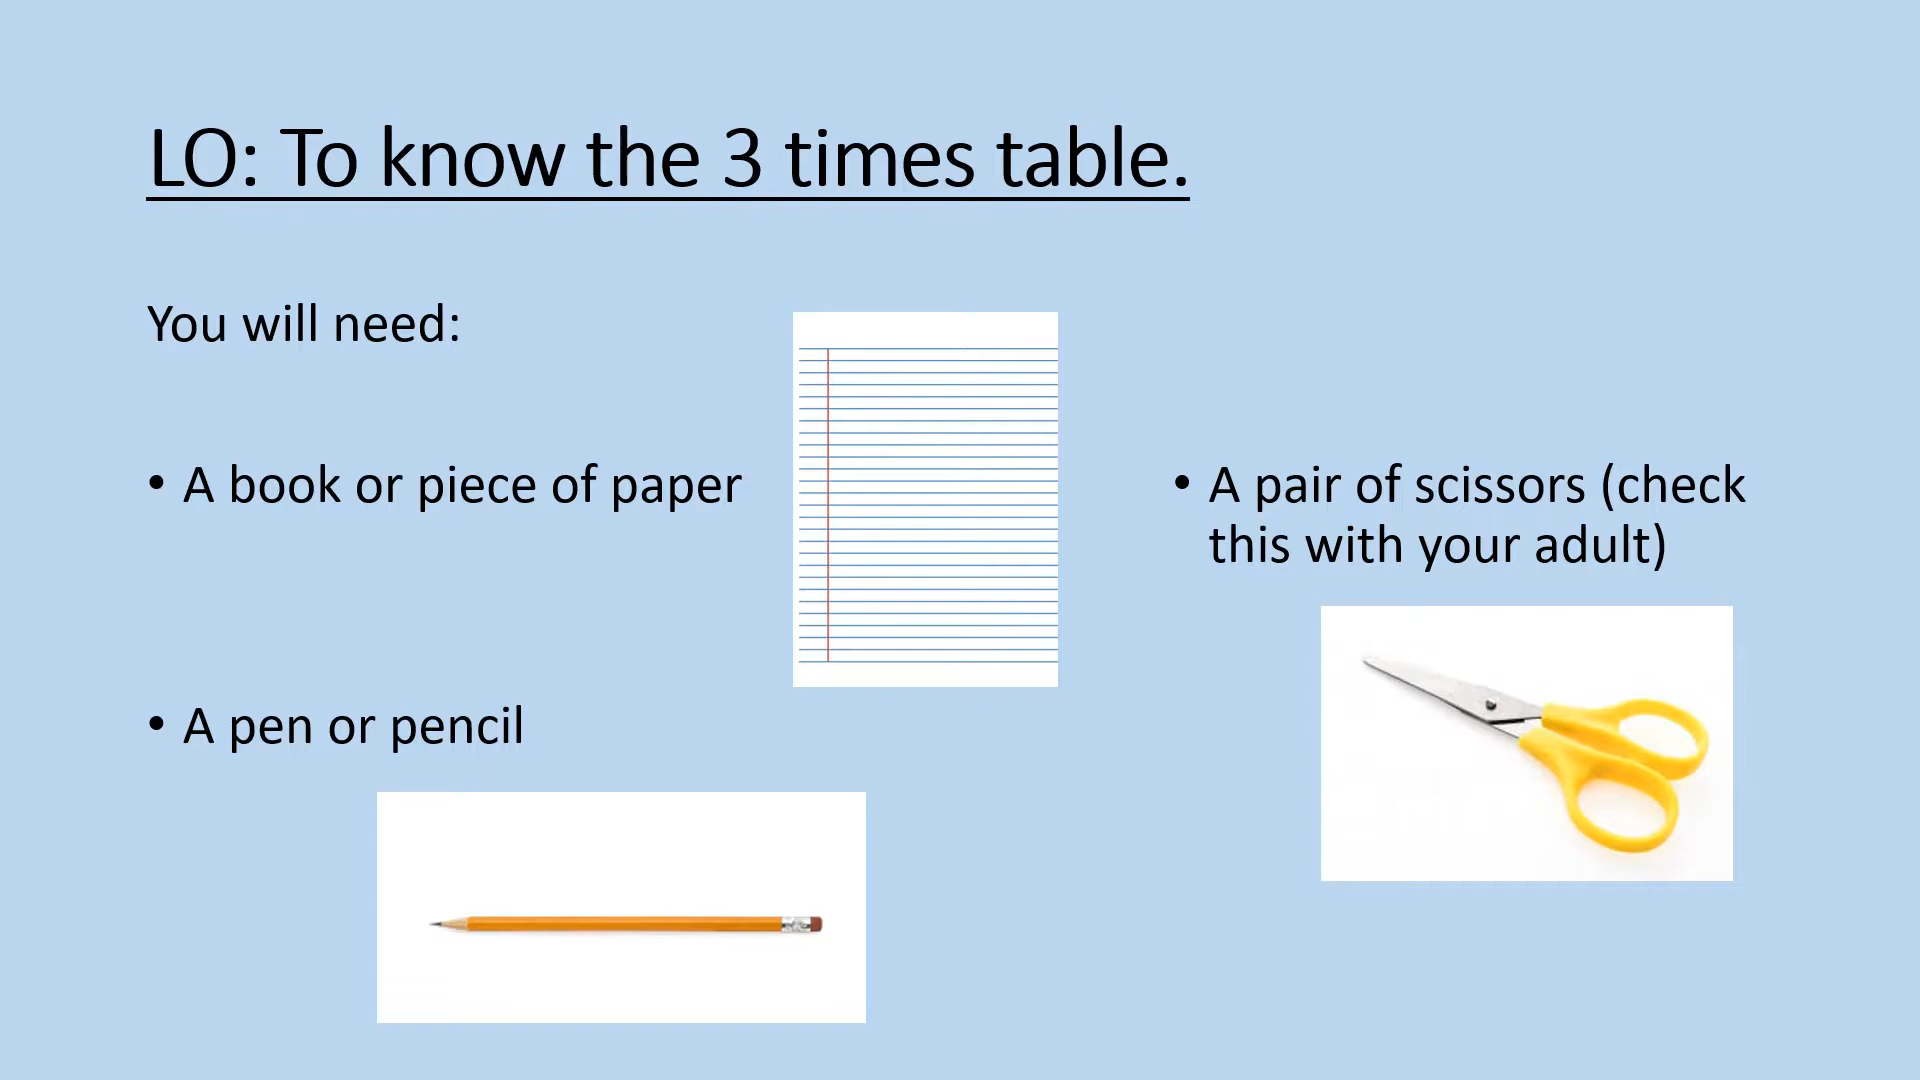 LO: To know the 3 times table.
You will need:
• A book or piece of paper
• A pen or pencil
• A pair of scissors (check
this with your adult)